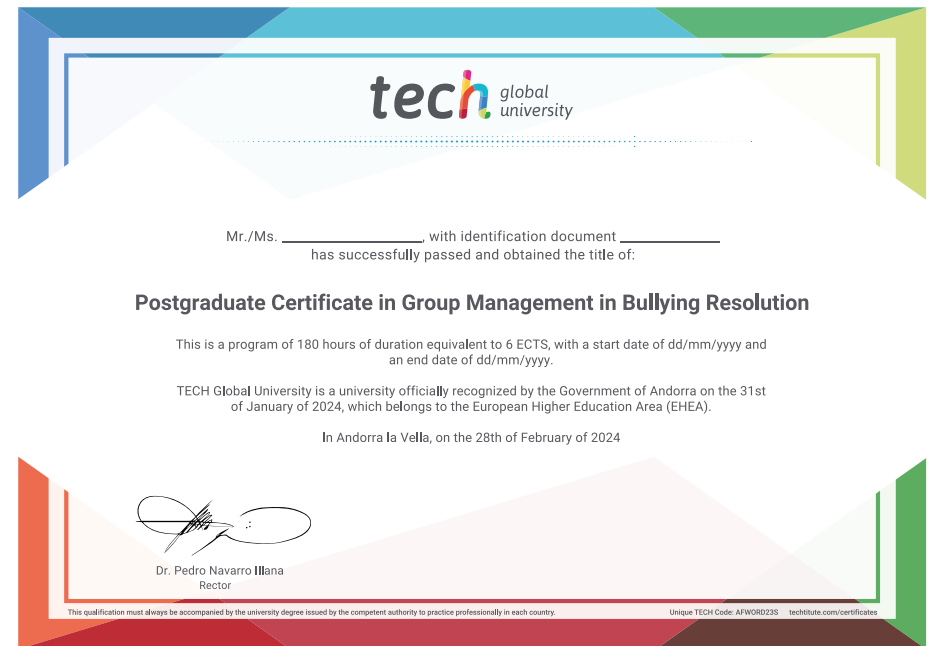 tech global university
Mr./Ms. ____________________, with identification document ______________
has successfully passed and obtained the title of:
Postgraduate Certificate in Group Management in Bullying Resolution
This is a program of 180 hours of duration equivalent to 6 ECTS, with a start date of dd/mm/yyyy and
an end date of dd/mm/yyyy.
TECH Global University is a university officially recognized by the Government of Andorra on the 31st
of January of 2024, which belongs to the European Higher Education Area (EHEA).
In Andorra la Vella, on the 28th of February of 2024
Dr. Pedro Navarro Illana
Rector
This qualification must always be accompanied by the university degree issued by the competent authority to practice professionally in each country.
Unique TECH Code: AFWORD23S techtitute.com/certificates